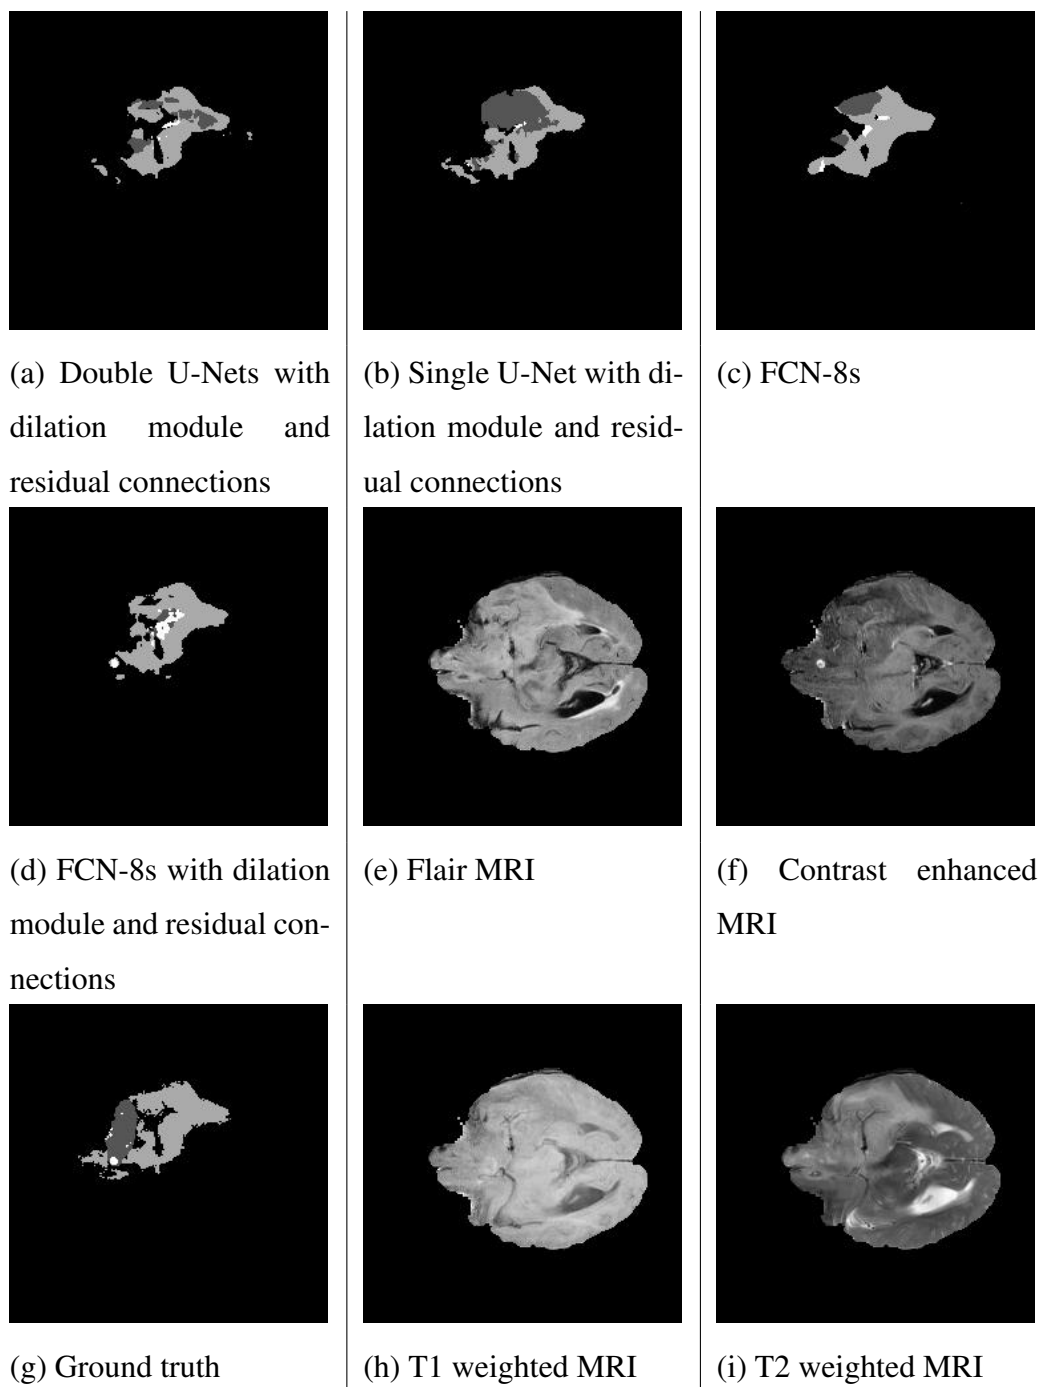 (a) Double U-Nets with
dilation module and
residual connections
(b) Single U-Net with di-
lation module and resid-
ual connections
(c) FCN-8s
(d) FCN-8s with dilation
module and residual con-
nections
(e) Flair MRI
(f) Contrast enhanced
MRI
(g) Ground truth
(h) T1 weighted MRI
(i) T2 weighted MRI